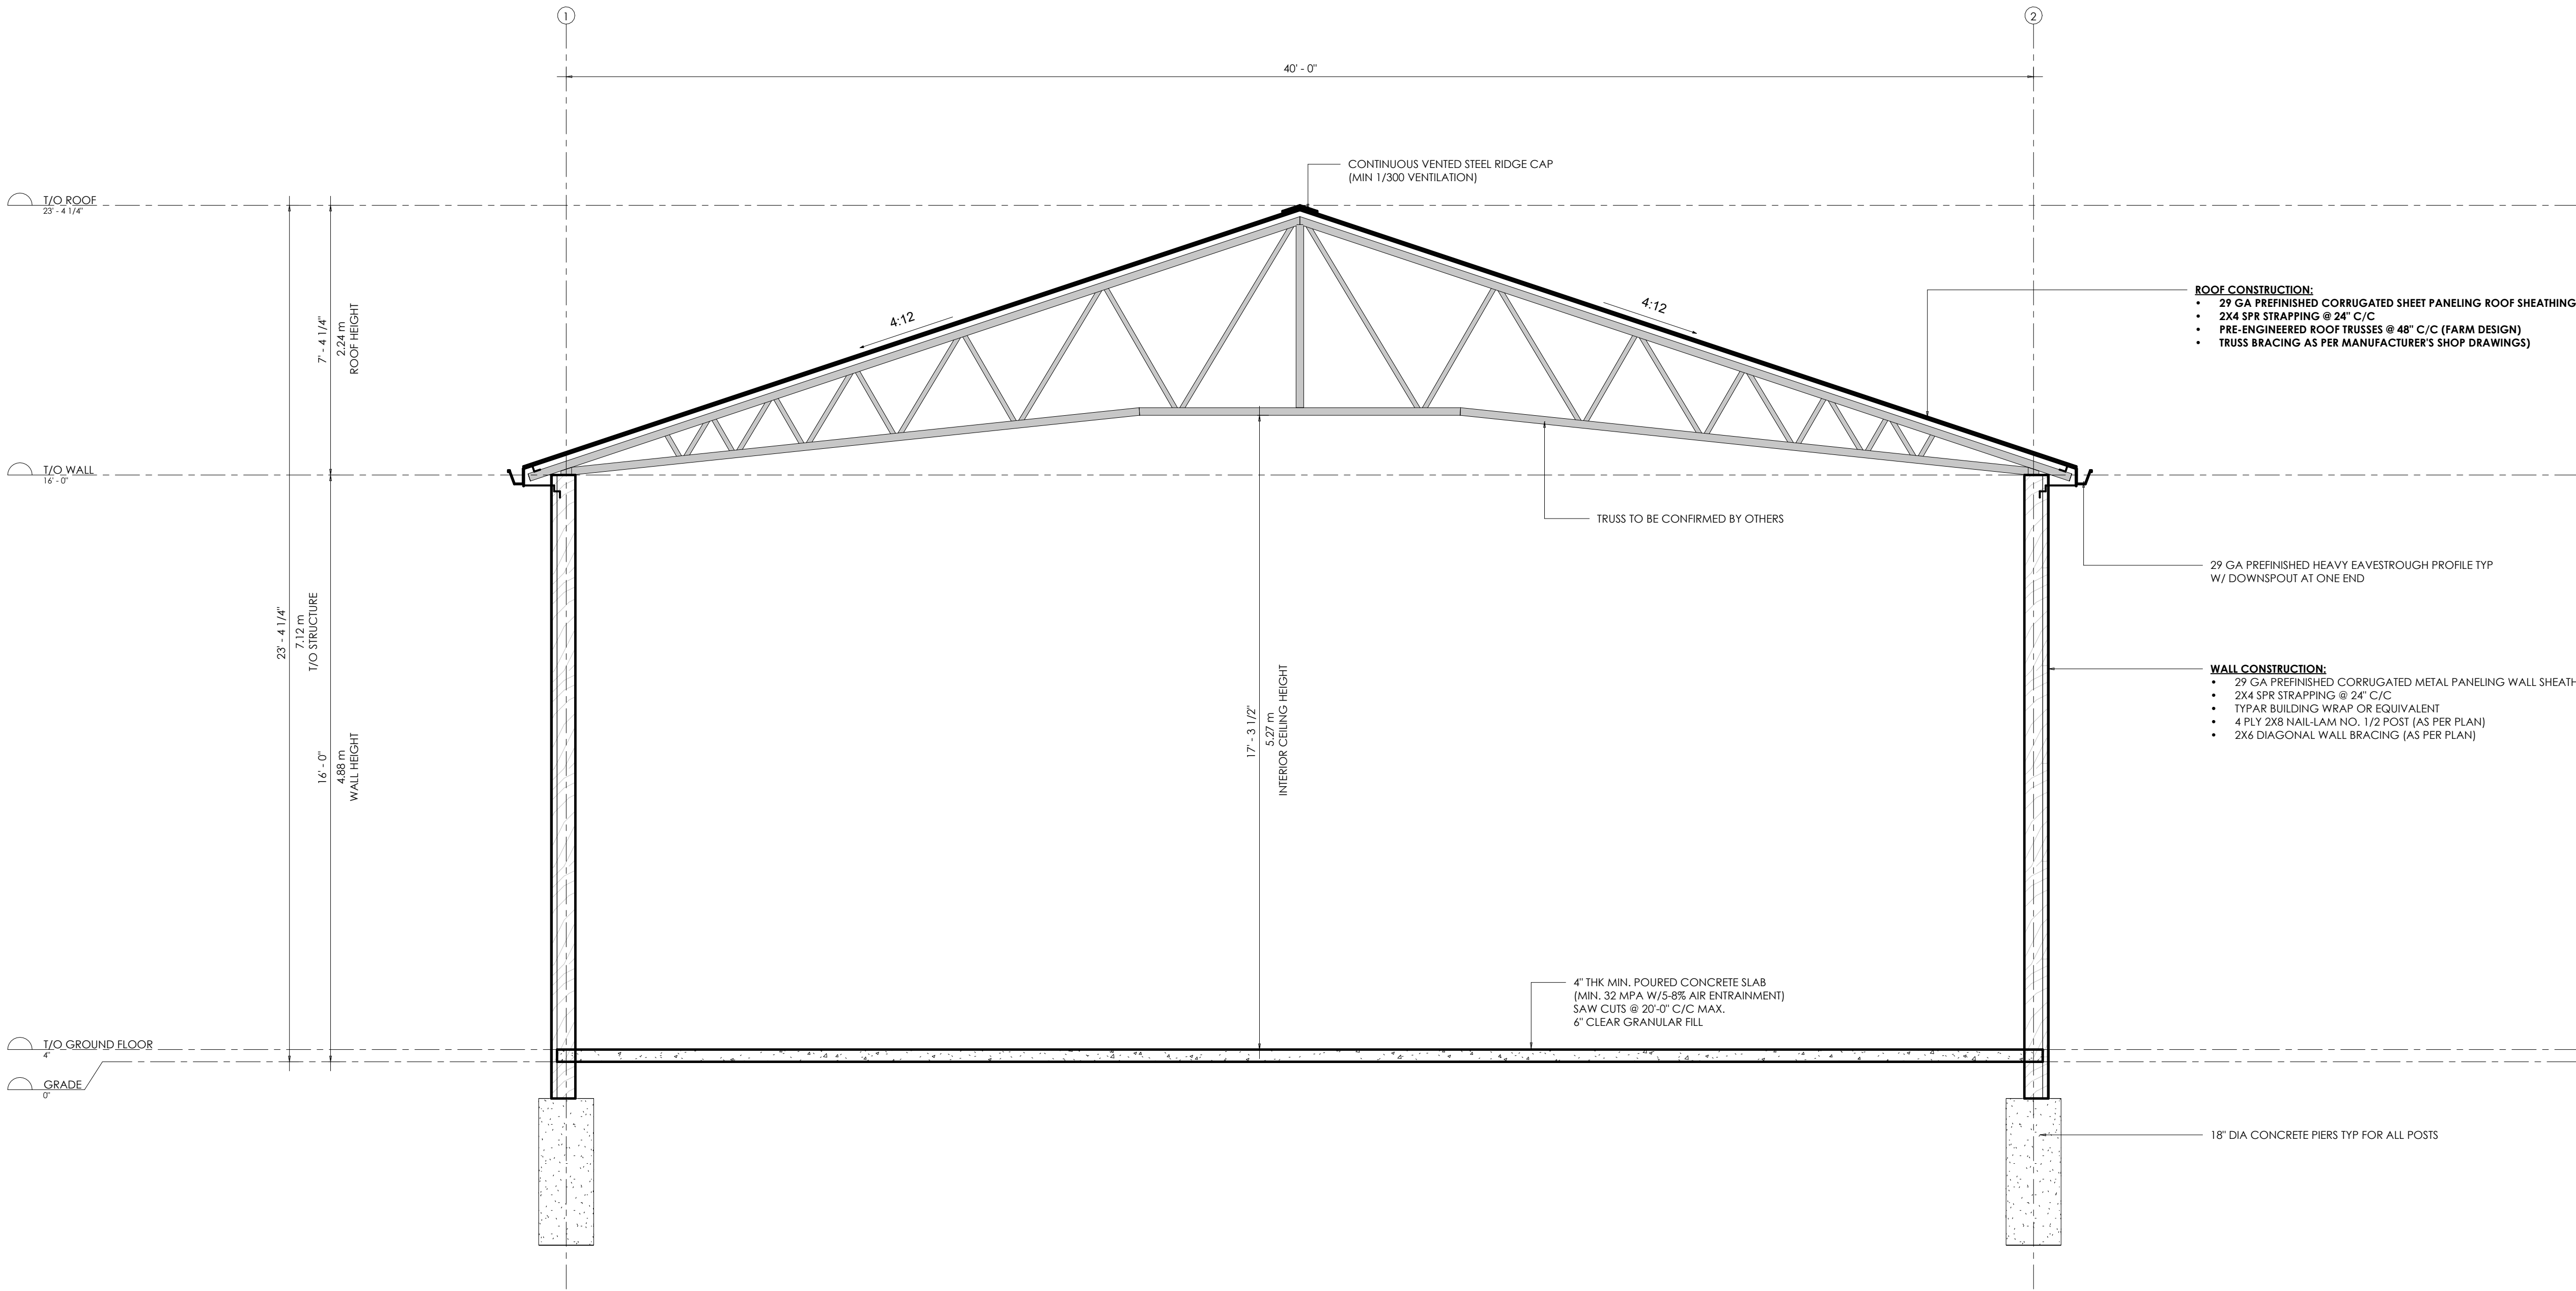 1
2
40' - 0"
CONTINUOUS VENTED STEEL RIDGE CAP
(MIN 1/300 VENTILATION)
T/O ROOF
23' - 4 1/4"
4:12
4:12
ROOF CONSTRUCTION:
• 29 GA PREFINISHED CORRUGATED SHEET PANELING ROOF SHEATHING
• 2X4 SPR STRAPPING @ 24" C/C
• PRE-ENGINEERED ROOF TRUSSES @ 48" C/C (FARM DESIGN)
• TRUSS BRACING AS PER MANUFACTURER'S SHOP DRAWINGS)
7' - 4 1/4"
2.24 m
ROOF HEIGHT
T/O WALL
16' - 0"
TRUSS TO BE CONFIRMED BY OTHERS
29 GA PREFINISHED HEAVY EAVESTROUGH PROFILE TYP
W/ DOWNSPOUT AT ONE END
23' - 4 1/4"
7.12 m
T/O STRUCTURE
16' - 0"
4.88 m
WALL HEIGHT
17' - 3 1/2"
5.27 m
INTERIOR CEILING HEIGHT
WALL CONSTRUCTION:
• 29 GA PREFINISHED CORRUGATED METAL PANELING WALL SHEATH
• 2X4 SPR STRAPPING @ 24" C/C
• TYPAR BUILDING WRAP OR EQUIVALENT
• 4 PLY 2X8 NAIL-LAM NO. 1/2 POST (AS PER PLAN)
• 2X6 DIAGONAL WALL BRACING (AS PER PLAN)
4" THK MIN. POURED CONCRETE SLAB
(MIN. 32 MPA W/5-8% AIR ENTRAINMENT)
SAW CUTS @ 20'-0" C/C MAX.
6" CLEAR GRANULAR FILL
T/O GROUND FLOOR
4"
GRADE
0"
18" DIA CONCRETE PIERS TYP FOR ALL POSTS